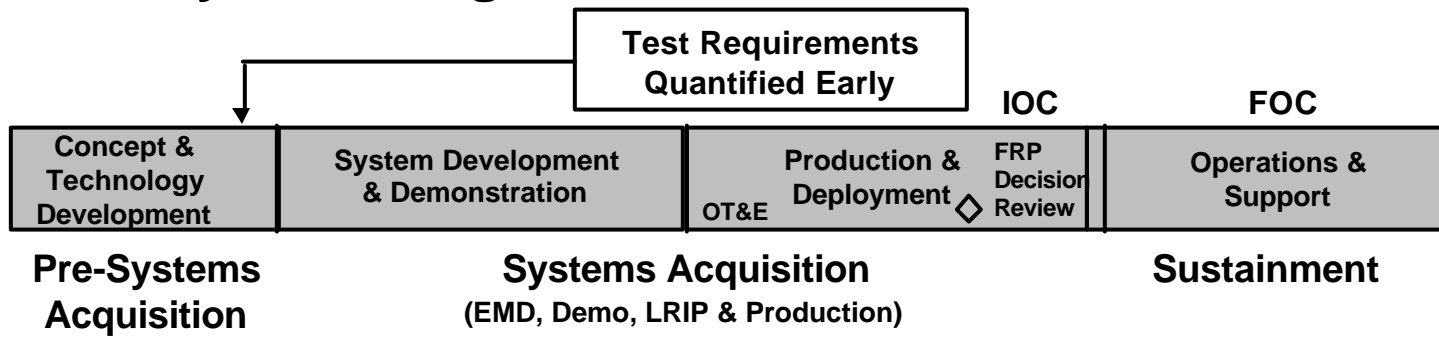 Test Requirements
Quantified Early
IOC
FOC
Concept &
Technology
Development
System Development
& Demonstration
OT&E
Production &
Deployment
FRP
Decision
Review
Operations &
Support
Pre-Systems
Acquisition
Systems Acquisition
(EMD, Demo, LRIP & Production)
Sustainment